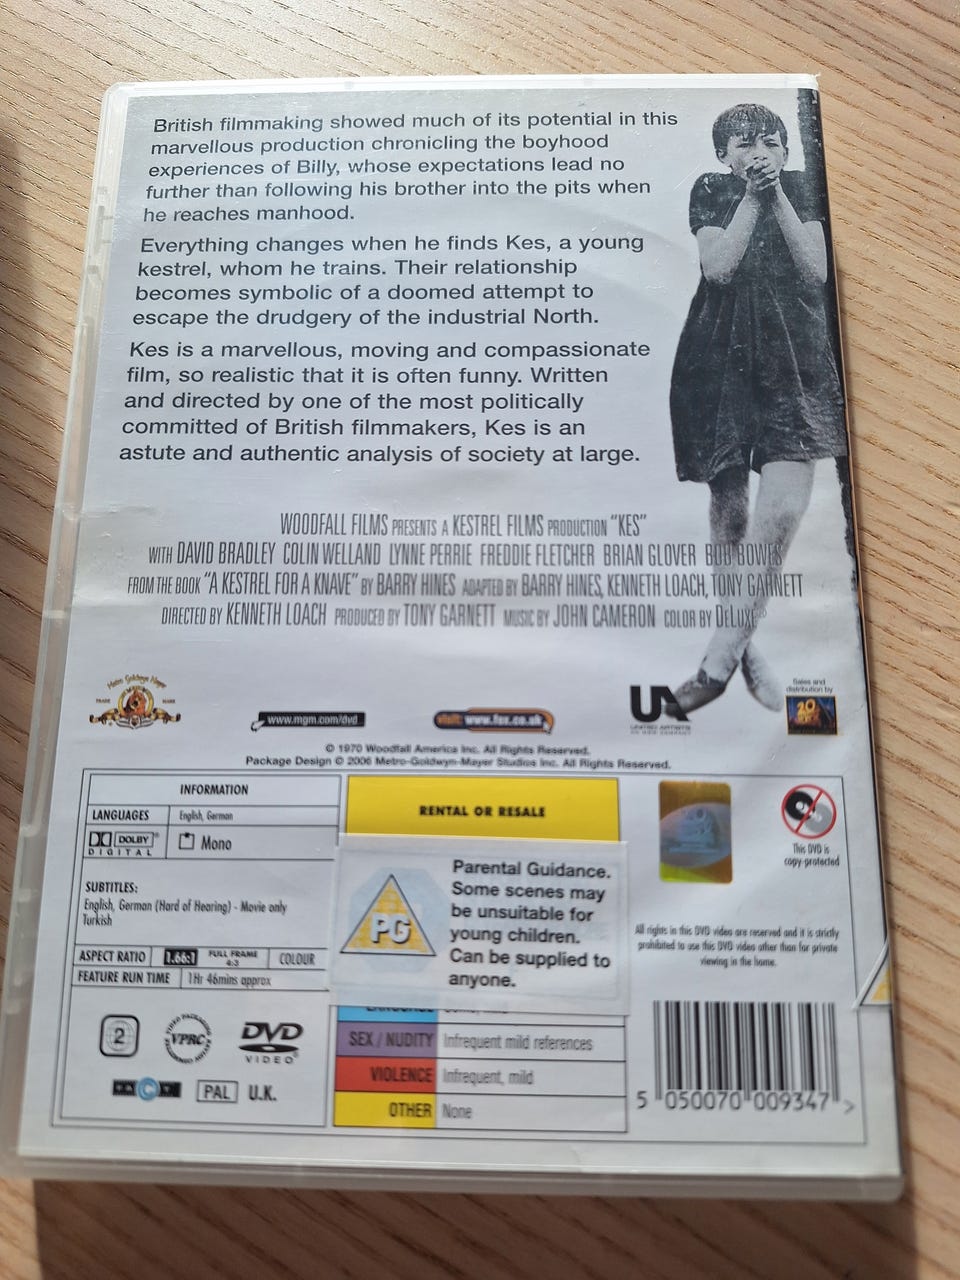 British filmmaking showed much of its potential in this
marvellous production chronicling the boyhood
experiences of Billy, whose expectations lead no
further than following his brother into the pits when
he reaches manhood.
Everything changes when he finds Kes, a young
kestrel, whom he trains. Their relationship
becomes symbolic of a doomed attempt to
escape the drudgery of the industrial North.
Kes is a marvellous, moving and compassionate
film, so realistic that it is often funny. Written
and directed by one of the most politically
committed of British filmmakers, Kes is an
astute and authentic analysis of society at large.
WOODFALL FILMS PRESENTS A KESTREL FILMS PRODUCTION "KES"
WITH DAVID BRADLEY COLIN WELLAND LYNNE PERRIE FREDDIE FLETCHER BRIAN GLOVER BOB BOWES
FROM THE BOOK "A KESTREL FOR A KNAVE" BY BARRY HINES ADAPTED BY BARRY HINES, KENNETH LOACH, TONY GARNETT
DIRECTED BY KENNETH LOACH PRODUCED BY TONY GARNETT MUSIC BY JOHN CAMERON COLOR BY DeLUXE®
Metro Goldwyn Mayer
TRADE MARK
www.mgm.com/dvd
visit: www.fox.co.uk
UA
UNITED ARTISTS
Sales and
distribution by
20
© 1970 Woodfall America Inc. All Rights Reserved.
Package Design © 2006 Metro-Goldwyn-Mayer Studios Inc. All Rights Reserved.
INFORMATION
LANGUAGES English, German
DOLBY® DIGITAL Mono
SUBTITLES:
English, German (Hard of Hearing) - Movie only
Turkish
ASPECT RATIO 1.66:1 FULL FRAME 4:3 COLOUR
FEATURE RUN TIME 1Hr 46mins approx
2
VPRC
DVD
VIDEO
PAL U.K.
RENTAL OR RESALE
PG
Parental Guidance.
Some scenes may
be unsuitable for
young children.
Can be supplied to
anyone.
SEX / NUDITY Infrequent mild references
VIOLENCE Infrequent, mild
OTHER None
This DVD is
copy-protected
All rights in this DVD video are reserved and it is strictly
prohibited to use this DVD video other than for private
viewing in the home.
5 050070 009347 >